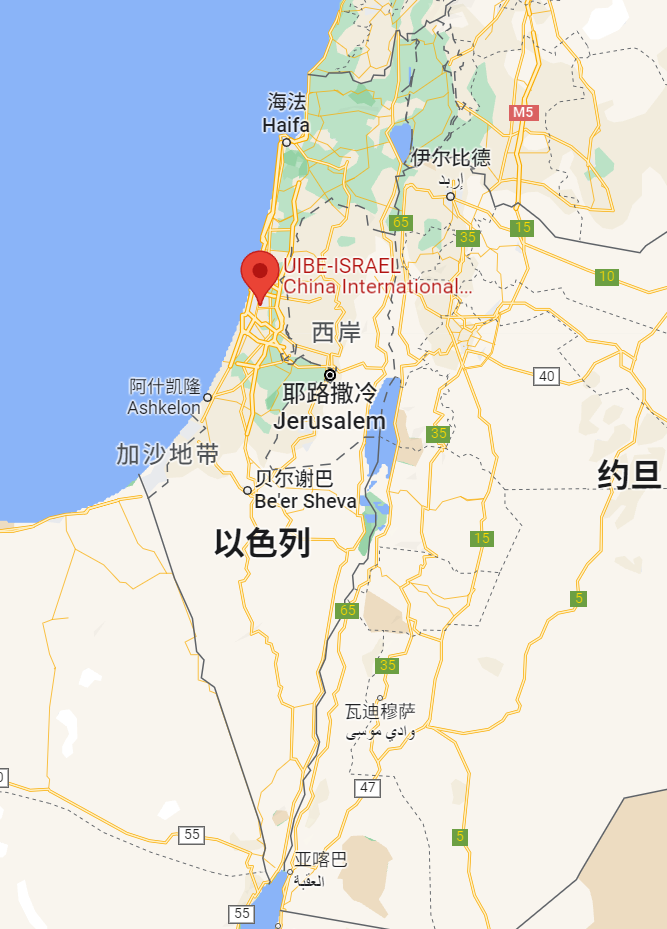 海法
Haifa
M5
伊尔比德
إربد
65
35
15
10
UIBE-ISRAEL
China International...
西岸
40
阿什凯隆
Ashkelon
耶路撒冷
Jerusalem
35
加沙地带
贝尔谢巴
Be'er Sheva
约旦
以色列
15
5
65
35
瓦迪穆萨
وادي موسى
47
55
5
亚喀巴
العقبة
55